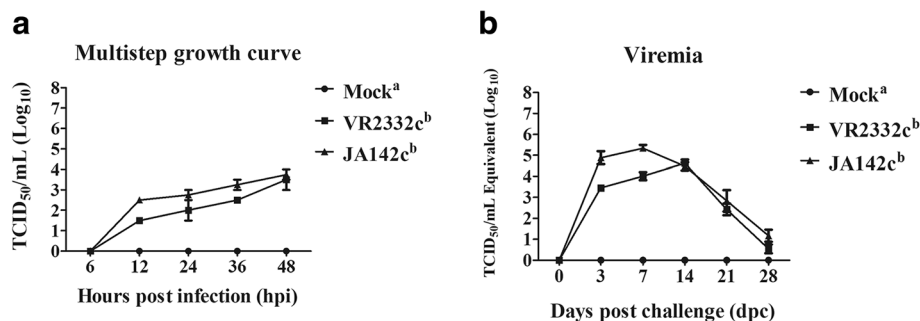 a
Multistep growth curve
TCID50/mL (Log10)
8
7
6
5
4
3
2
1
0
6 12 24 36 48
Hours post infection (hpi)
Mockᵃ
VR2332cᵇ
JA142cᵇ
b
Viremia
TCID50/mL Equivalent (Log10)
8
7
6
5
4
3
2
1
0
0 3 7 14 21 28
Days post challenge (dpc)
Mockᵃ
VR2332cᵇ
JA142cᵇ